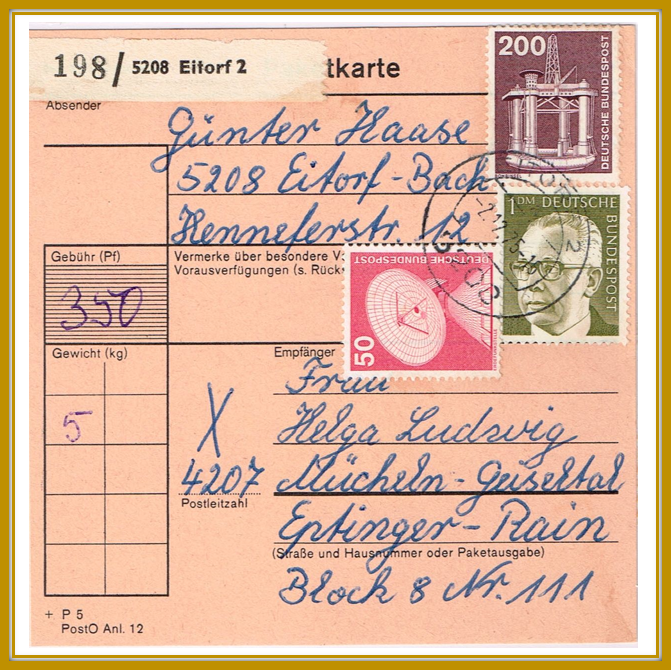 198 / 5208 Eitorf 2
tkarte
Absender
Günter Haase
5208 Eitorf-Bach
Henneferstr. 12
200
DEUTSCHE BUNDESPOST
1 DM DEUTSCHE BUNDESPOST
Gebühr (Pf)
350
Vermerke über besondere V
Vorausverfügungen (s. Rück
DEUTSCHE BUNDESPOST
50
Gewicht (kg)
5
Empfänger
Frau
X
Helga Ludwig
4207 Mücheln-Geiseltal
Postleitzahl
Eptinger-Rain
(Straße und Hausnummer oder Paketausgabe)
Block 8 Nr. 111
+ P 5
PostO Anl. 12